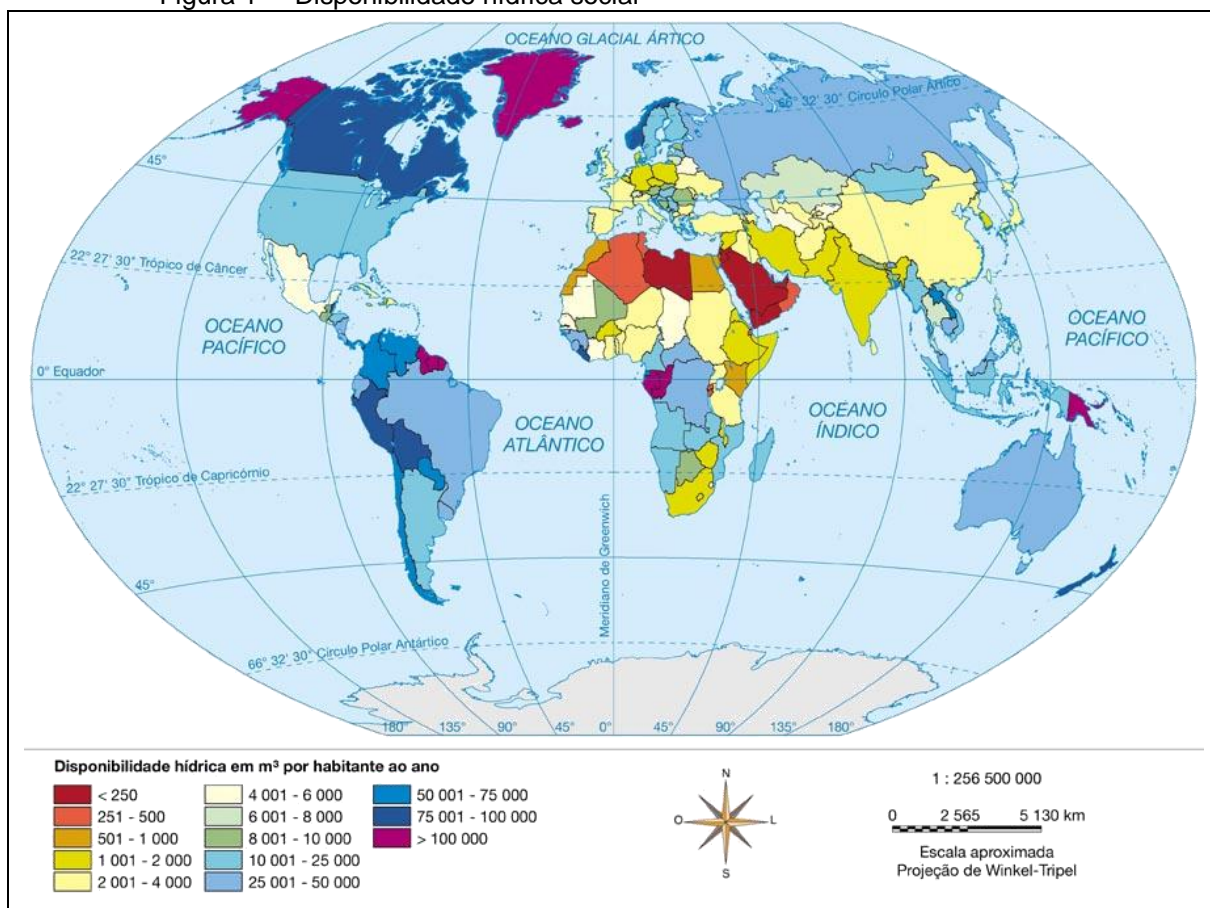 Figura 1 – Disponibilidade hídrica social
OCEANO GLACIAL ÁRTICO
66° 32' 30" Círculo Polar Ártico
45°
22° 27' 30" Trópico de Câncer
OCEANO
PACÍFICO
OCEANO
PACÍFICO
0° Equador
OCEANO
ATLÂNTICO
OCEANO
ÍNDICO
22° 27' 30" Trópico de Capricórnio
Meridiano de Greenwich
45°
66° 32' 30" Círculo Polar Antártico
180° 135° 90° 45° 0° 45° 90° 135° 180°
Disponibilidade hídrica em m³ por habitante ao ano
< 250
251 - 500
501 - 1 000
1 001 - 2 000
2 001 - 4 000
4 001 - 6 000
6 001 - 8 000
8 001 - 10 000
10 001 - 25 000
25 001 - 50 000
50 001 - 75 000
75 001 - 100 000
> 100 000
N
O L
S
1 : 256 500 000
0 2 565 5 130 km
Escala aproximada
Projeção de Winkel-Tripel